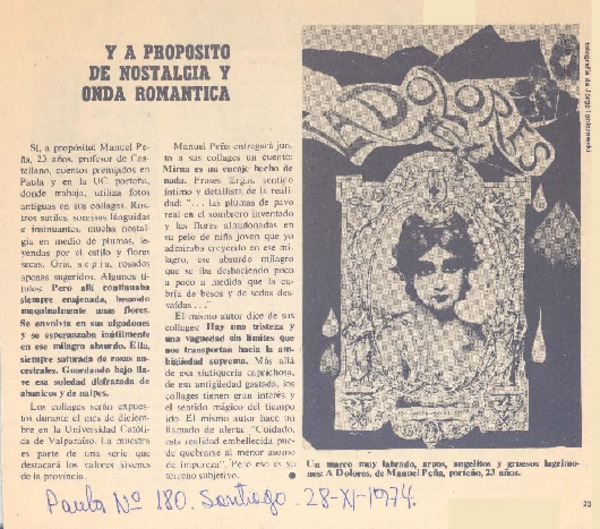 Y A PROPOSITO
DE NOSTALGIA Y
ONDA ROMANTICA
Sí, a propósito: Manuel Pe-
ña, 23 años, profesor de Cas-
tellano, cuentos premiados en
Paula y en la UC porteña,
donde trabaja, utiliza fotos
antiguas en sus collages. Ros-
tros sutiles, sonrisas lánguidas
e insinuantes, mucha nostal-
gia en medio de plumas, le-
yendas por el estilo y flores
secas. Gris, sepia, rosados
apenas sugeridos. Algunos tí-
tulos: Pero allí continuaba
siempre enajenada, besando
maquinalmente unas flores.
Se envolvía en sus algodones
y se esperanzaba inútilmente
en ese milagro absurdo. Ella,
siempre saturada de rosas an-
cestrales. Guardando bajo lla-
ve esa soledad disfrazada de
abanicos y de naipes.
Los collages serán expues-
tos durante el mes de diciem-
bre en la Universidad Católi-
ca de Valparaíso. La muestra
es parte de una serie que
destacará los valores jóvenes
de la provincia.
Manuel Peña entregará jun-
to a sus collages un cuento:
Mirna es un encaje hecho de
nada. Frases largas, sentido
íntimo y detallista de la reali-
dad: "... las plumas de pavo
real en el sombrero inventado
y las flores almidonadas en
su pelo de niña joven que yo
admiraba creyendo en ese mi-
lagro, ese absurdo milagro
que se iba deshaciendo poco
a poco a medida que la cu-
bría de besos y de sedas des-
vaídas..."
El mismo autor dice de sus
collages: Hay una tristeza y
una vaguedad sin límites que
nos transportan hacia la am-
bigüedad suprema. Más allá
de esa siutiquería caprichosa,
de esa antigüedad gastada, los
collages tienen gran interés y
el sentido mágico del tiempo
ido. El mismo autor hace un
llamado de alerta: "Cuidado,
esta realidad embellecida pue-
de quebrarse al menor asomo
de impureza". Pero eso es ya
terreno subjetivo.
fotografía de Jorge
A DOLORES
Un marco muy labrado, arpas, angelitos y gruesos lagrimo-
nes: A Dolores, de Manuel Peña, porteño, 23 años.
23
Paula Nº 180. Santiago. 28-XI-1974.